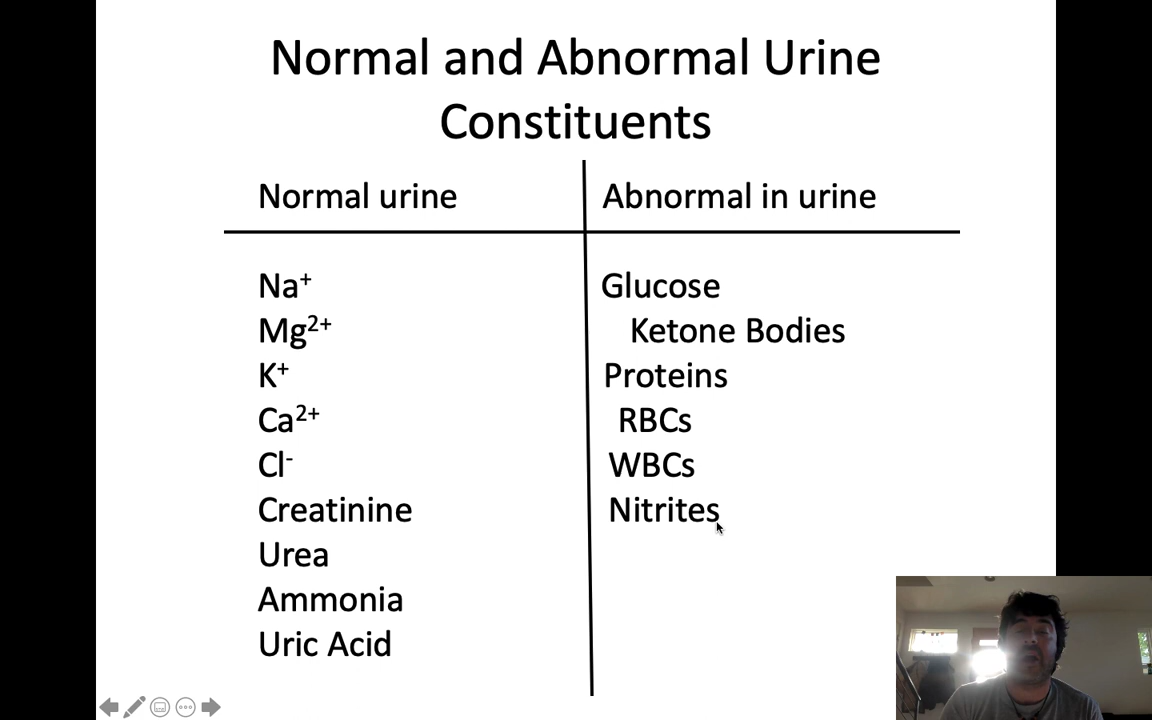 Normal and Abnormal Urine
Constituents
Normal urine
Abnormal in urine
Na⁺
Mg²⁺
K⁺
Ca²⁺
Cl⁻
Creatinine
Urea
Ammonia
Uric Acid
Glucose
Ketone Bodies
Proteins
RBCs
WBCs
Nitrites